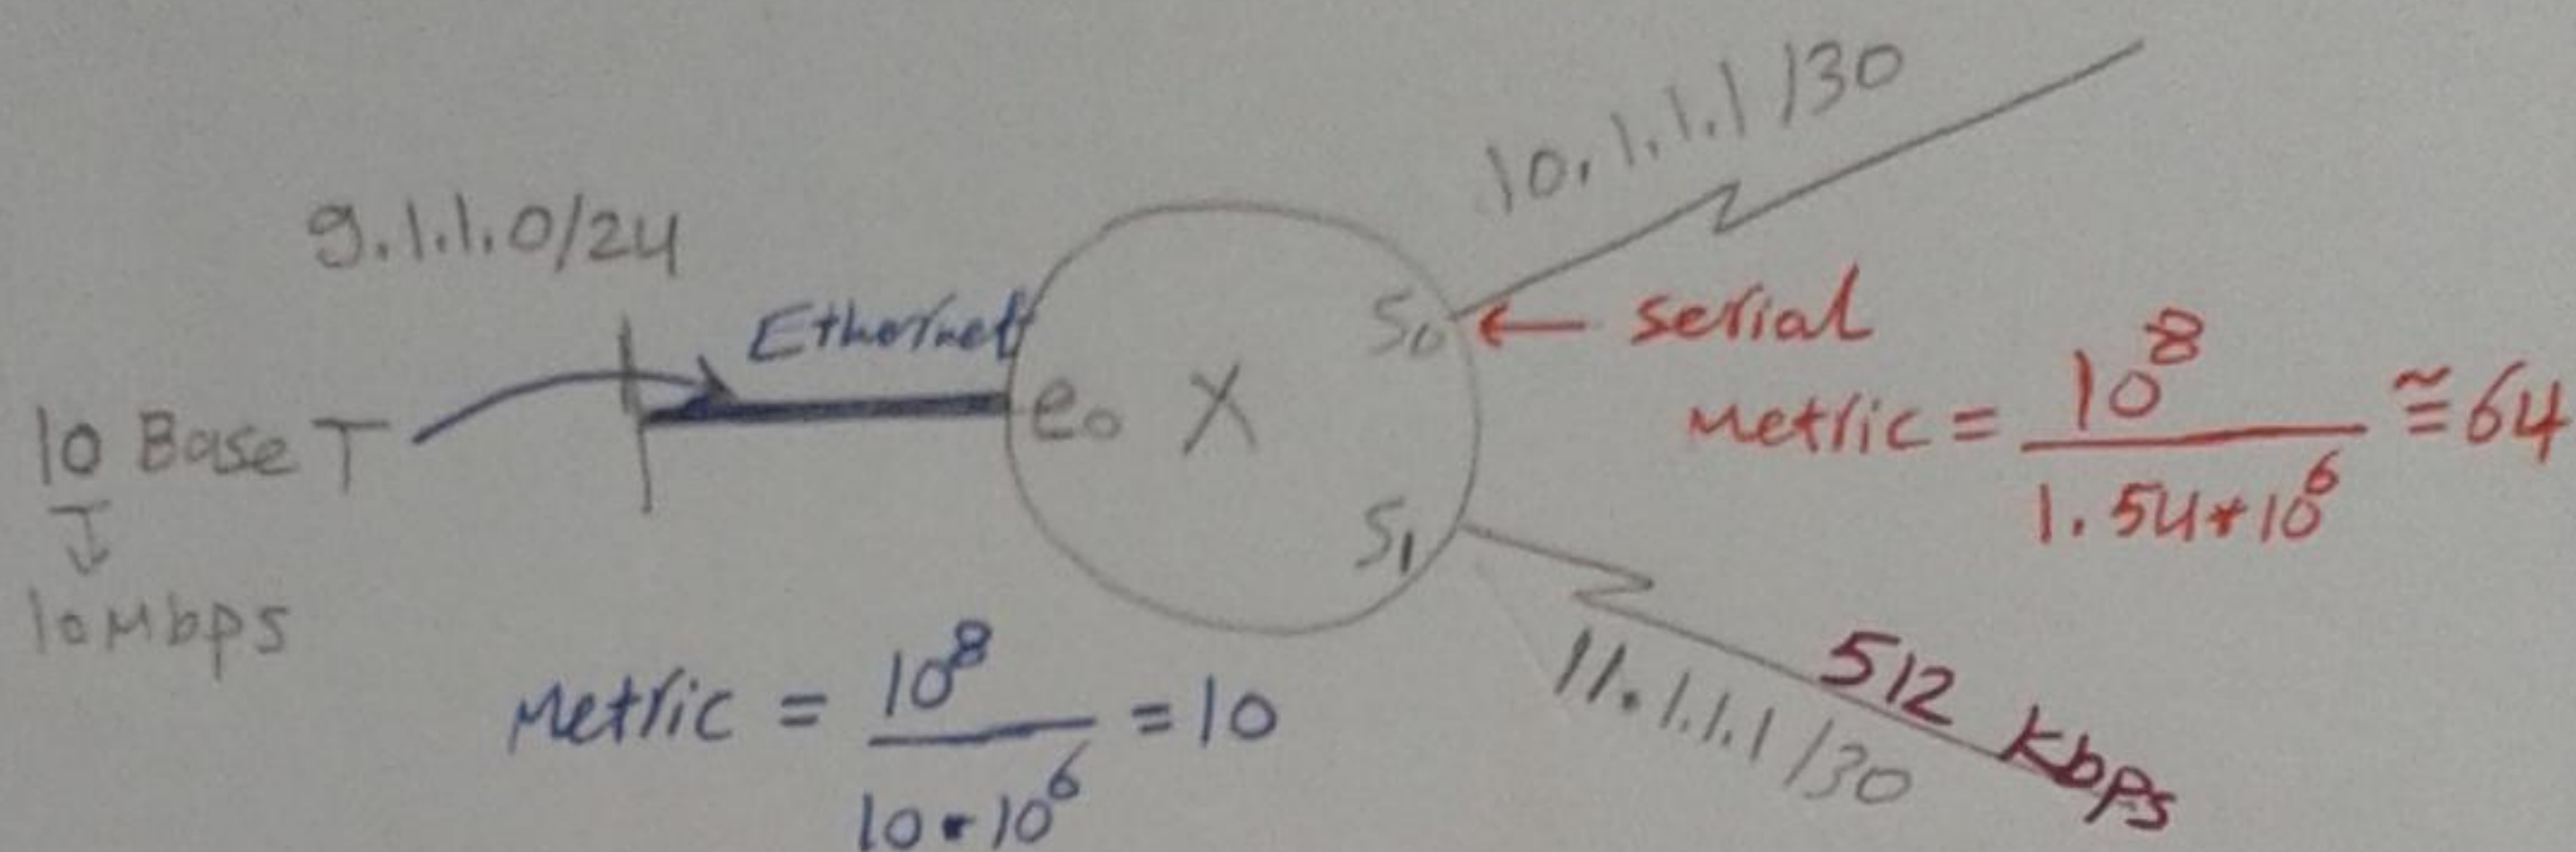 10.1.1.1/30
9.1.1.0/24
Ethernet
S0
← serial
10 Base T
e0 X
Metric = 10^8 / 1.54*10^6 ≅ 64
S1
10Mbps
512 Kbps
11.1.1.1/30
Metric = 10^8 / 10*10^6 = 10